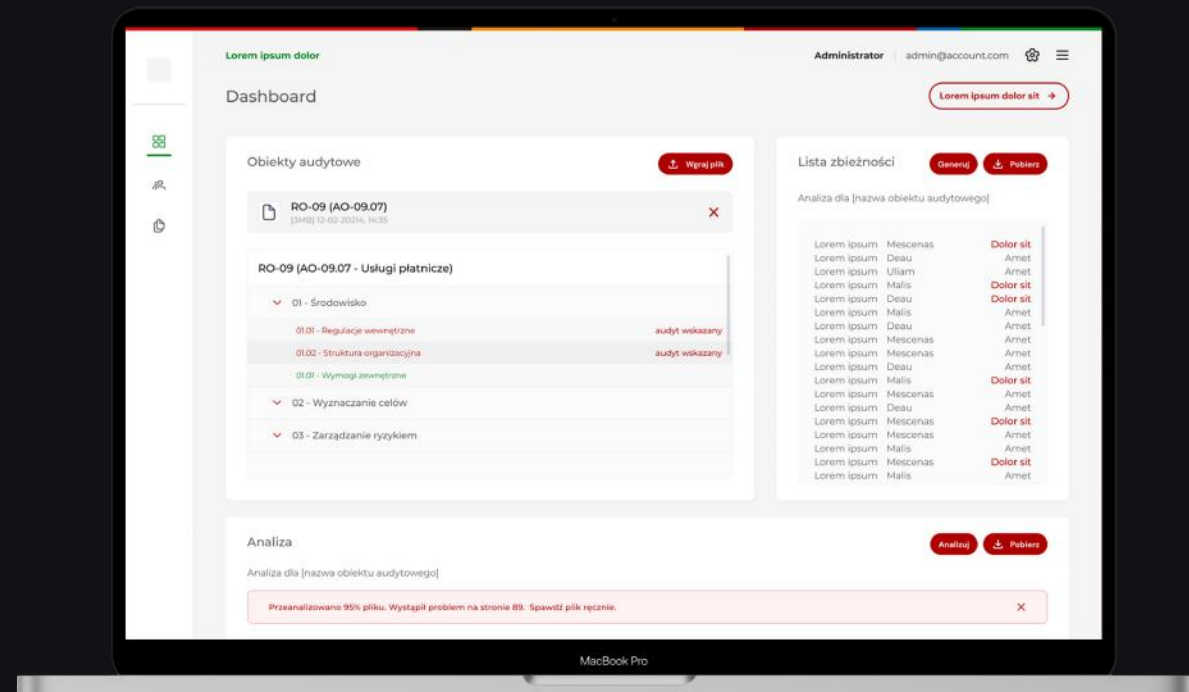 Lorem ipsum dolor
Administrator admin@account.com
Dashboard
Lorem ipsum dolor sit →
Obiekty audytowe
Wgraj plik
RO-09 (AO-09.07)
[3MB] 12-02-20214, 14:35
RO-09 (AO-09.07 - Usługi płatnicze)
01 - Środowisko
01.01 - Regulacje wewnętrzne audyt wskazany
01.02 - Struktura organizacyjna audyt wskazany
01.01 - Wymogi zewnętrzne
02 - Wyznaczanie celów
03 - Zarządzanie ryzykiem
Lista zbieżności
Generuj
Pobierz
Analiza dla [nazwa obiektu audytowego]
Lorem ipsum Mescenas Dolor sit
Lorem ipsum Deau Amet
Lorem ipsum Uliam Amet
Lorem ipsum Malis Dolor sit
Lorem ipsum Deau Dolor sit
Lorem ipsum Malis Amet
Lorem ipsum Deau Amet
Lorem ipsum Mescenas Amet
Lorem ipsum Mescenas Amet
Lorem ipsum Deau Amet
Lorem ipsum Malis Dolor sit
Lorem ipsum Mescenas Amet
Lorem ipsum Deau Amet
Lorem ipsum Mescenas Dolor sit
Lorem ipsum Mescenas Amet
Lorem ipsum Malis Amet
Lorem ipsum Mescenas Dolor sit
Lorem ipsum Malis Amet
Analiza
Analizuj
Pobierz
Analiza dla [nazwa obiektu audytowego]
Przeanalizowano 95% pliku. Wystąpił problem na stronie 89. Spawdź plik ręcznie.
MacBook Pro